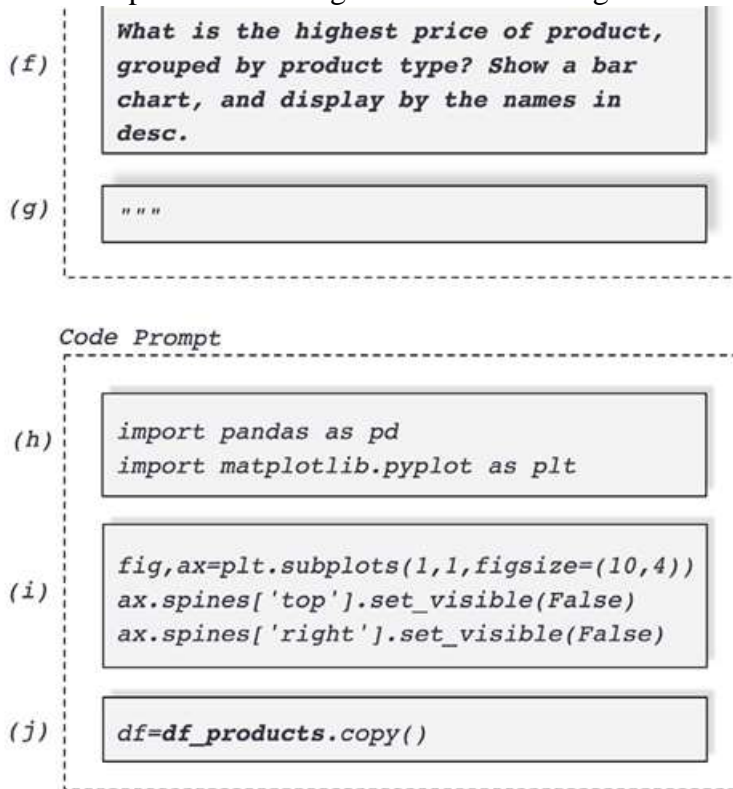 (f)
What is the highest price of product,
grouped by product type? Show a bar
chart, and display by the names in
desc.
(g)
"""
Code Prompt
(h)
import pandas as pd
import matplotlib.pyplot as plt
(i)
fig,ax=plt.subplots(1,1,figsize=(10,4))
ax.spines['top'].set_visible(False)
ax.spines['right'].set_visible(False)
(j)
df=df_products.copy()